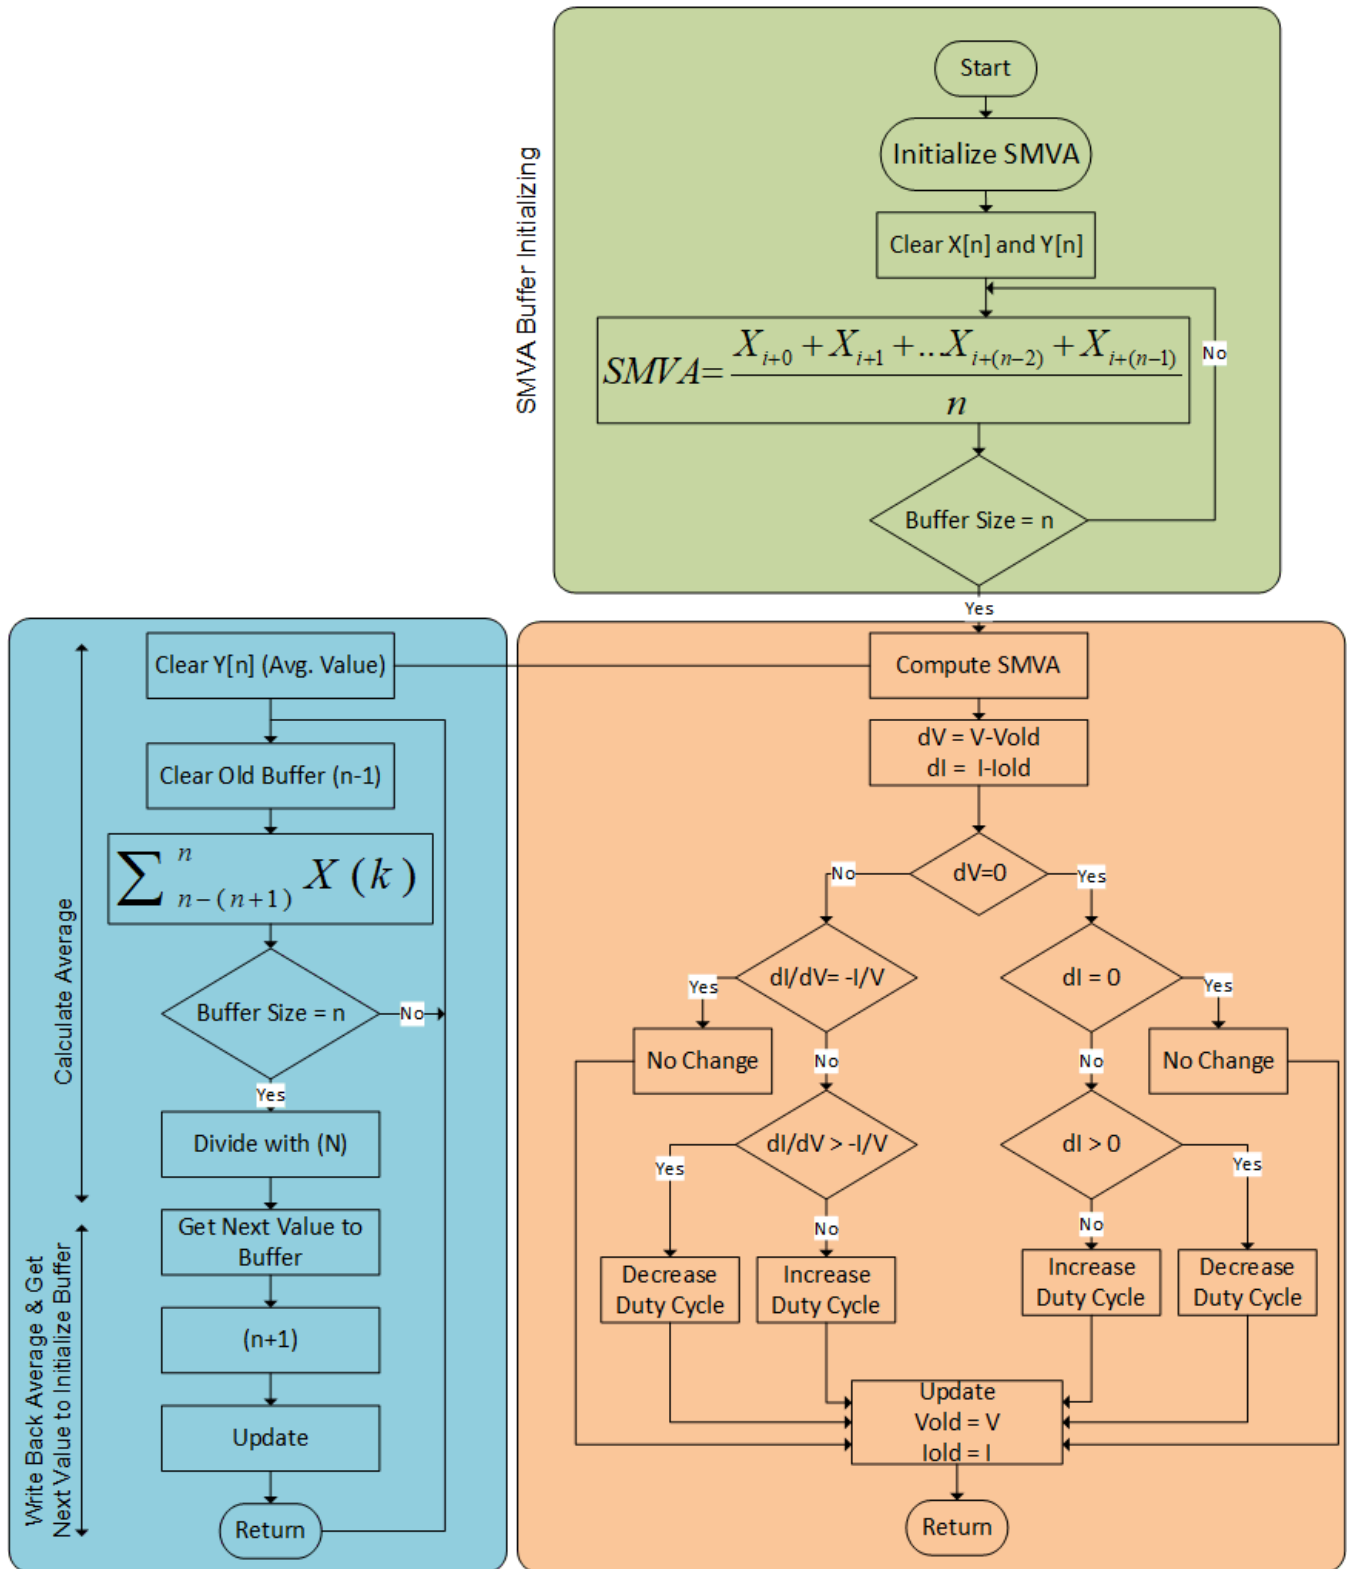 SMVA Buffer Initializing
Start
Initialize SMVA
Clear X[n] and Y[n]
SMVA= X_{i+0} + X_{i+1} + ...X_{i+(n-2)} + X_{i+(n-1)}
n
No
Buffer Size = n
Yes
Calculate Average
Write Back Average & Get
Next Value to Initialize Buffer
Clear Y[n] (Avg. Value)
Clear Old Buffer (n-1)
∑ ^{n} _{n-(n+1)} X (k)
Buffer Size = n
No
Yes
Divide with (N)
Get Next Value to
Buffer
(n+1)
Update
Return
Compute SMVA
dV = V-Vold
dI = I-Iold
dV=0
No
Yes
dI/dV= -I/V
Yes
No Change
No
dI/dV > -I/V
Yes
No
Decrease
Duty Cycle
Increase
Duty Cycle
dI = 0
Yes
No Change
No
dI > 0
Yes
No
Increase
Duty Cycle
Decrease
Duty Cycle
Update
Vold = V
Iold = I
Return